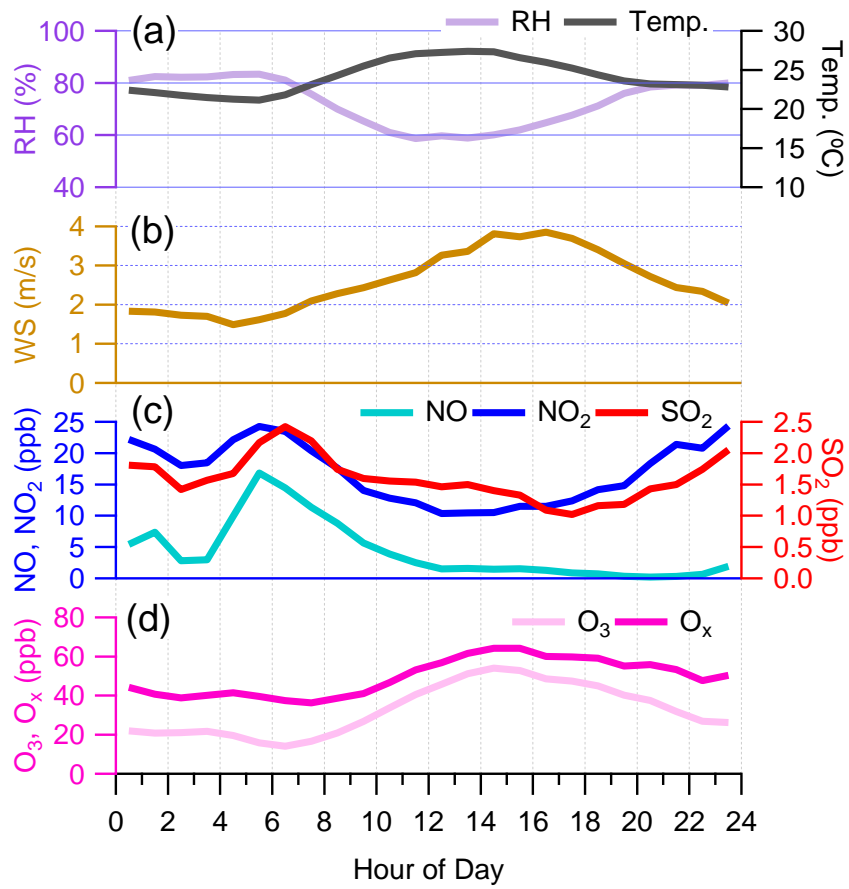 (a)
RH
Temp.
100
80
60
40
RH (%)
30
25
20
15
10
Temp. (ºC)
(b)
4
3
2
1
0
WS (m/s)
(c)
NO
NO₂
SO₂
25
20
15
10
5
0
NO, NO₂ (ppb)
2.5
2.0
1.5
1.0
0.5
0.0
SO₂ (ppb)
(d)
O₃
Oₓ
80
60
40
20
0
O₃, Oₓ (ppb)
0 2 4 6 8 10 12 14 16 18 20 22 24
Hour of Day